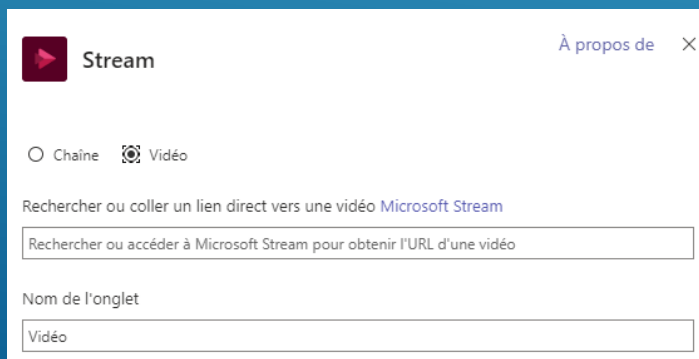 Stream
À propos de
Chaîne Vidéo
Rechercher ou coller un lien direct vers une vidéo Microsoft Stream
Rechercher ou accéder à Microsoft Stream pour obtenir l'URL d'une vidéo
Nom de l'onglet
Vidéo